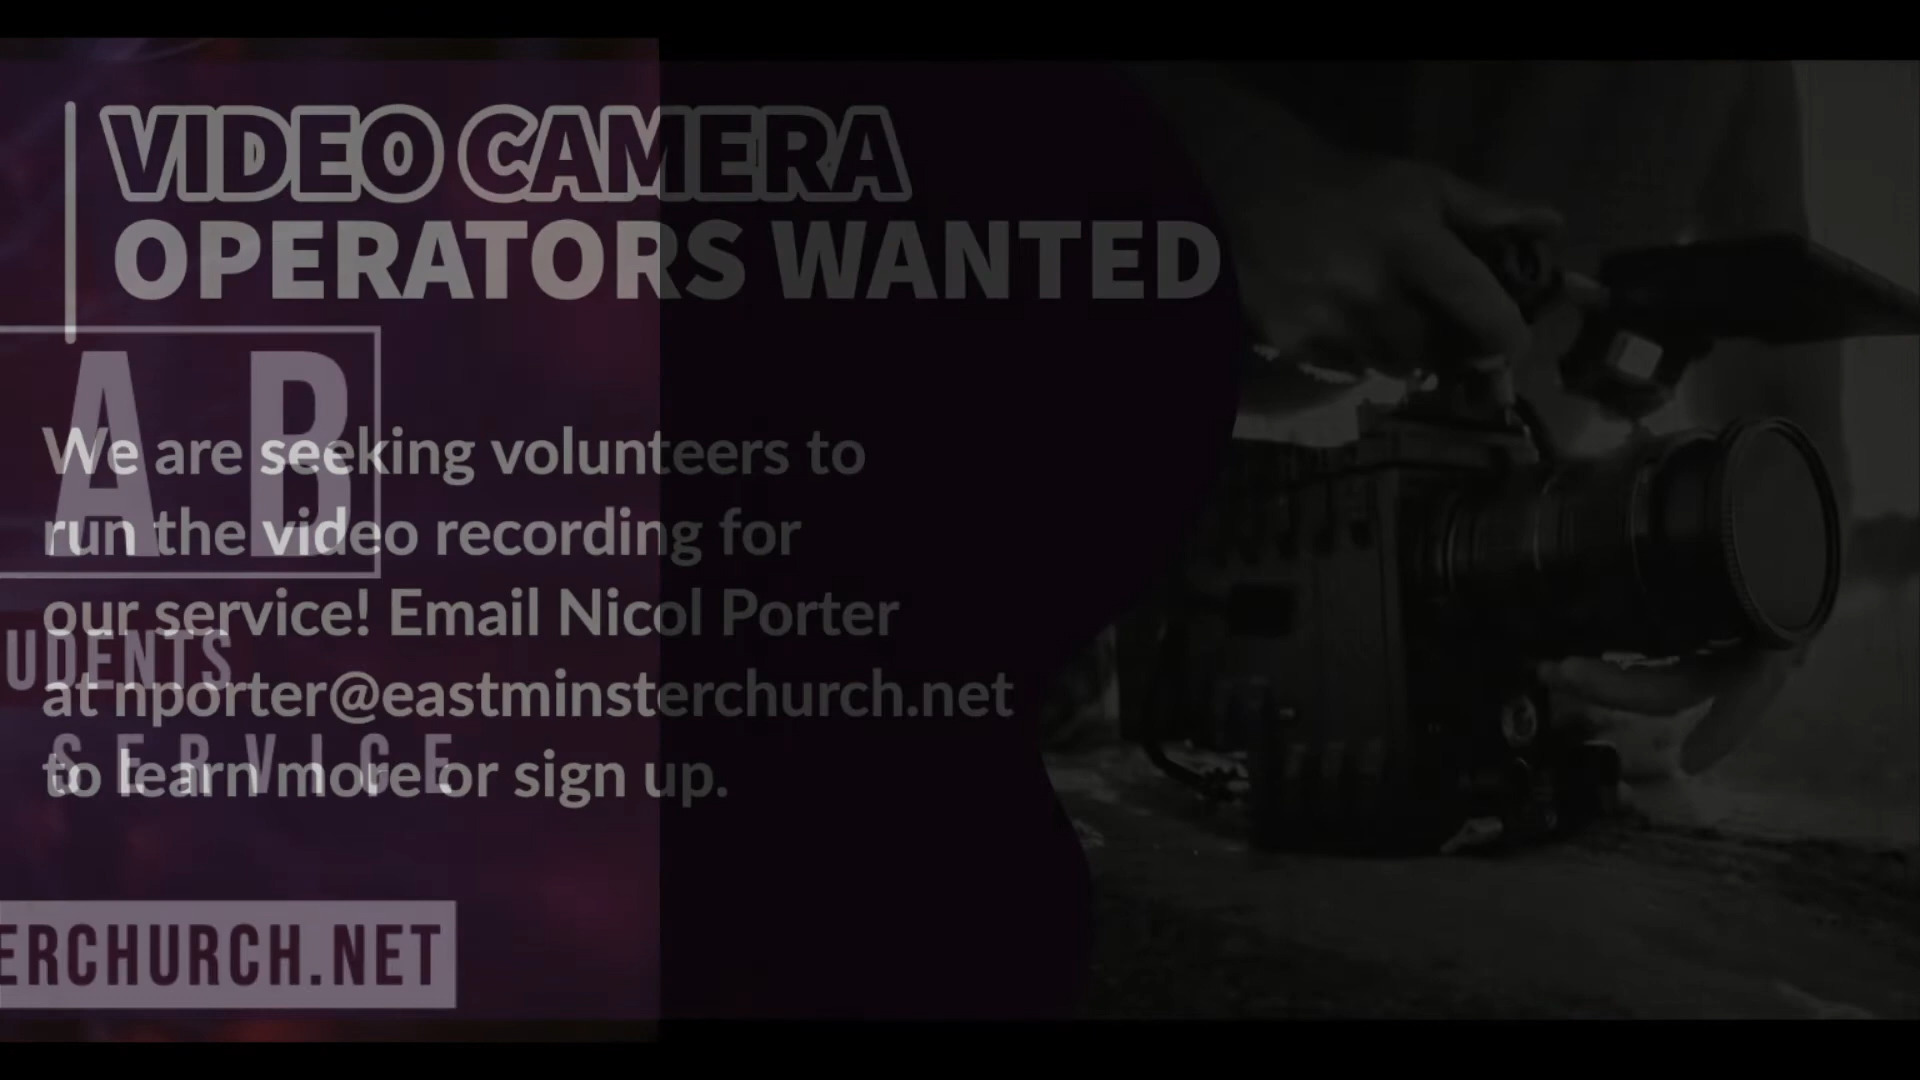 VIDEO CAMERA
OPERATORS WANTED
A B
We are seeking volunteers to
run the video recording for
our service! Email Nicol Porter
UDENTS
at nporter@eastminsterchurch.net
SERVICE
to learn more or sign up.
ERCHURCH.NET